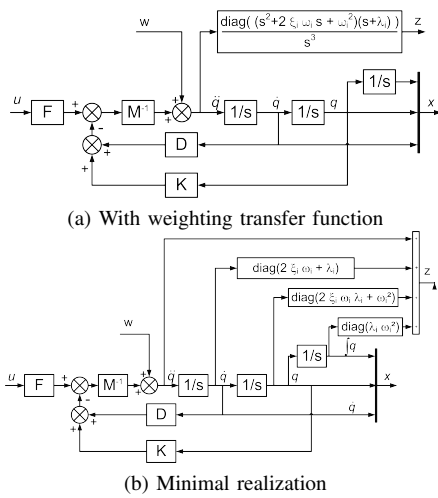 diag( (s²+2 ξᵢ ωᵢ s + ωᵢ²)(s+λᵢ) )
s³
w
z
1/s
u
F
+
-
M⁻¹
+
+
q̈
1/s
q̇
1/s
q
x
D
+
+
K
(a) With weighting transfer function
diag(2 ξᵢ ωᵢ + λᵢ)
z
diag(2 ξᵢ ωᵢ λᵢ + ωᵢ²)
w
diag(λᵢ ωᵢ²)
1/s
∫q
u
F
+
-
M⁻¹
+
+
q̈
1/s
q̇
1/s
q
x
D
q̇
+
+
K
(b) Minimal realization